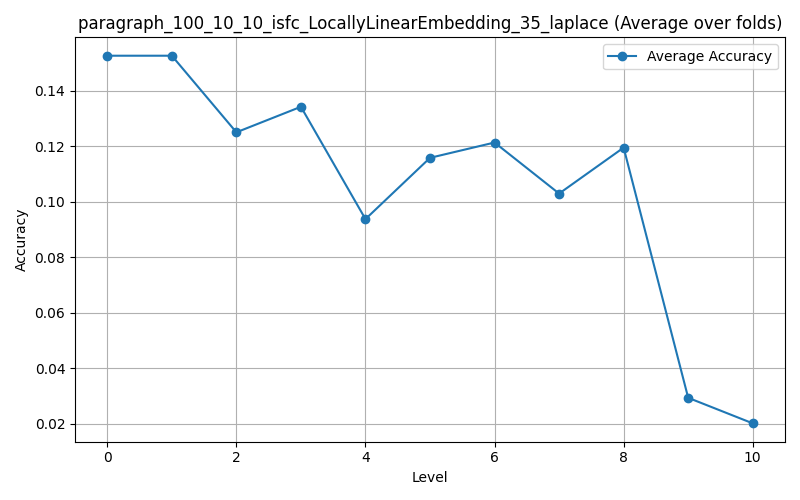 paragraph_100_10_10_isfc_LocallyLinearEmbedding_35_laplace (Average over folds)
Average Accuracy
0.14
0.12
0.10
0.08
0.06
0.04
0.02
Accuracy
0 2 4 6 8 10
Level